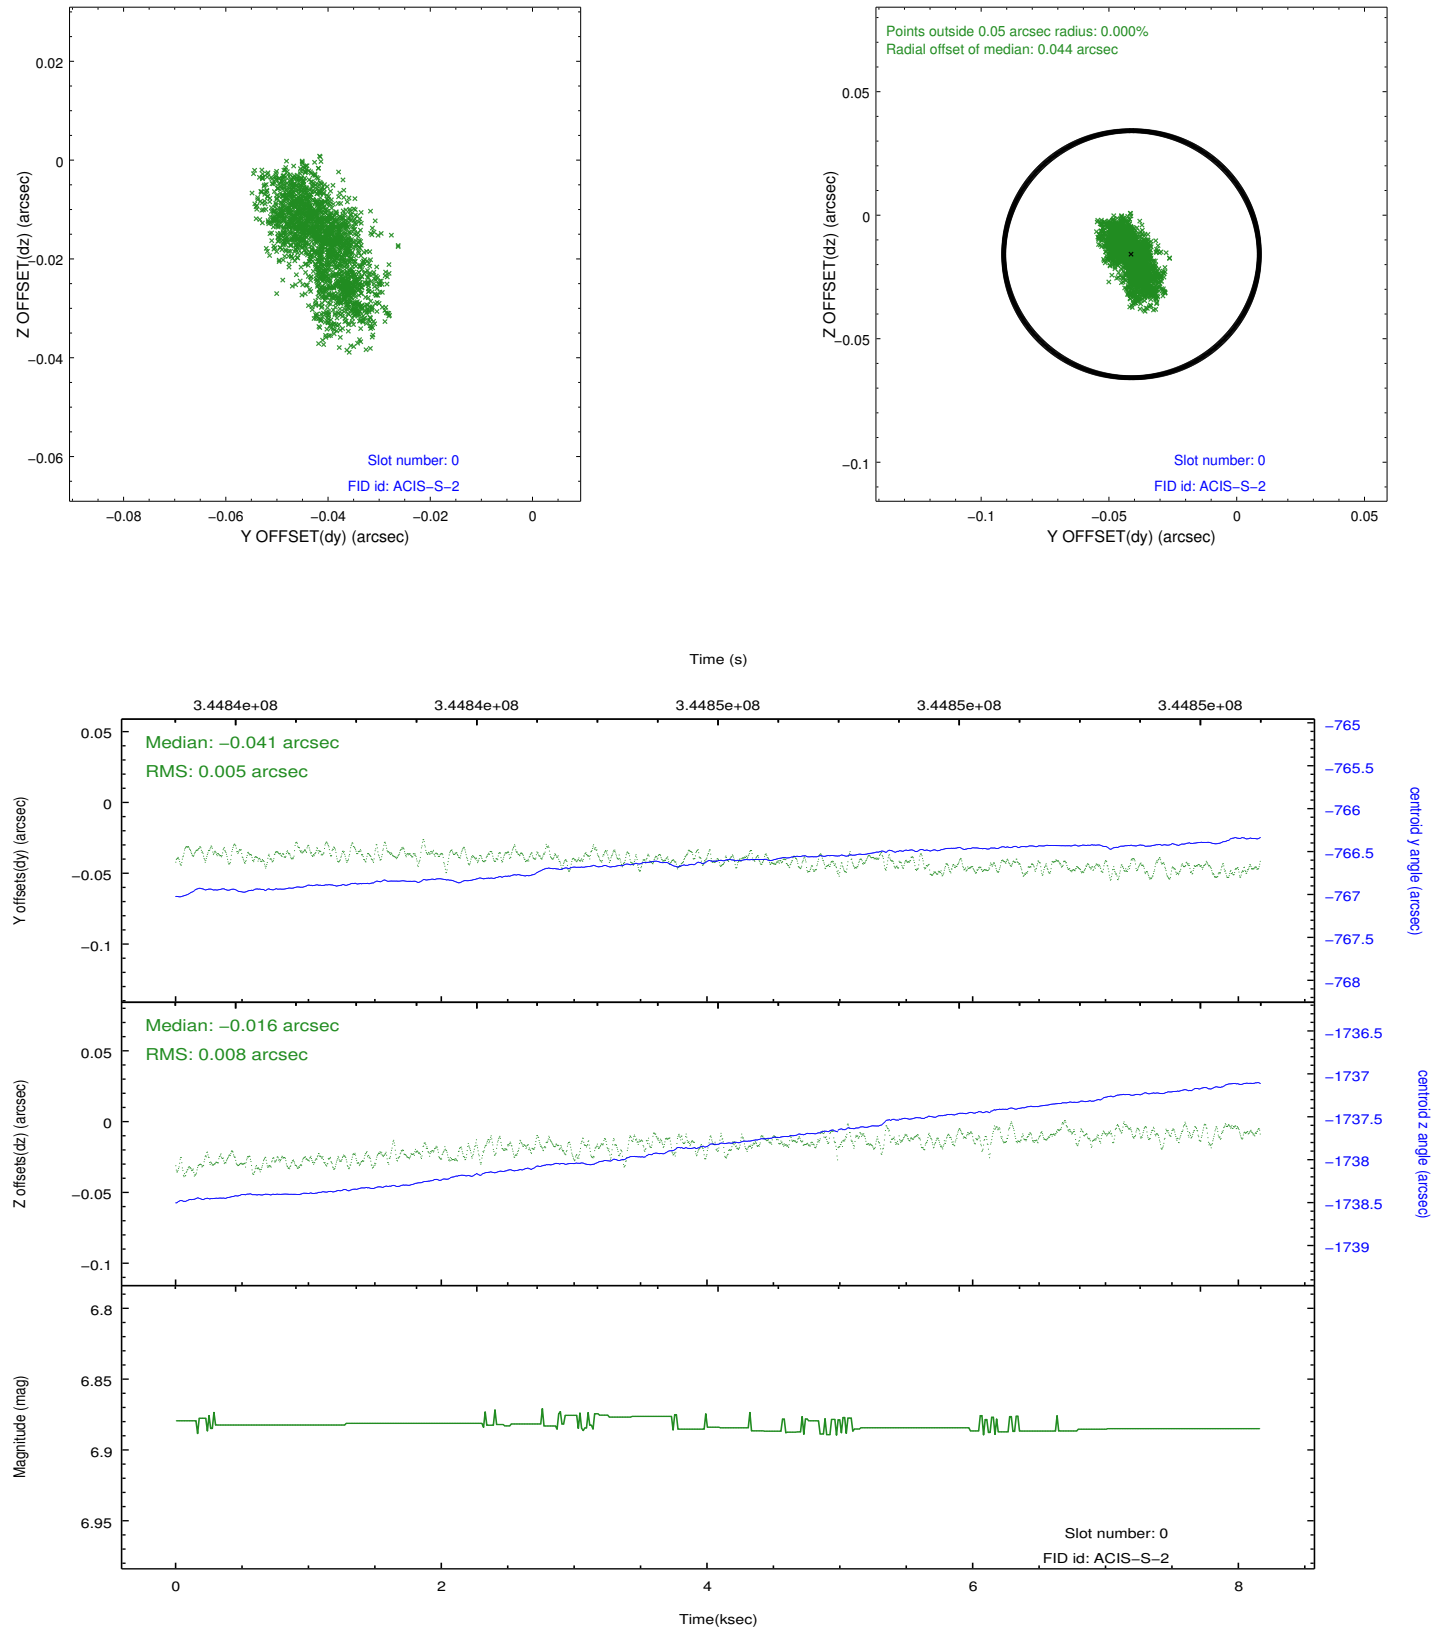 0.02
0
−0.02
−0.04
−0.06
Z OFFSET(dz) (arcsec)
Slot number: 0
FID id: ACIS−S−2
−0.08
−0.06
−0.04
−0.02
0
Y OFFSET(dy) (arcsec)
Points outside 0.05 arcsec radius: 0.000%
Radial offset of median: 0.044 arcsec
0.05
0
−0.05
−0.1
Z OFFSET(dz) (arcsec)
Slot number: 0
FID id: ACIS−S−2
−0.1
−0.05
0
0.05
Y OFFSET(dy) (arcsec)
Time (s)
3.4484e+08
3.4484e+08
3.4485e+08
3.4485e+08
3.4485e+08
Median: −0.041 arcsec
RMS: 0.005 arcsec
0.05
0
−0.05
−0.1
Y offsets(dy) (arcsec)
−765
−765.5
−766
−766.5
−767
−767.5
−768
centroid y angle (arcsec)
Median: −0.016 arcsec
RMS: 0.008 arcsec
0.05
0
−0.05
−0.1
Z offsets(dz) (arcsec)
−1736.5
−1737
−1737.5
−1738
−1738.5
−1739
centroid z angle (arcsec)
6.8
6.85
6.9
6.95
Magnitude (mag)
Slot number: 0
FID id: ACIS−S−2
0
2
4
6
8
Time(ksec)